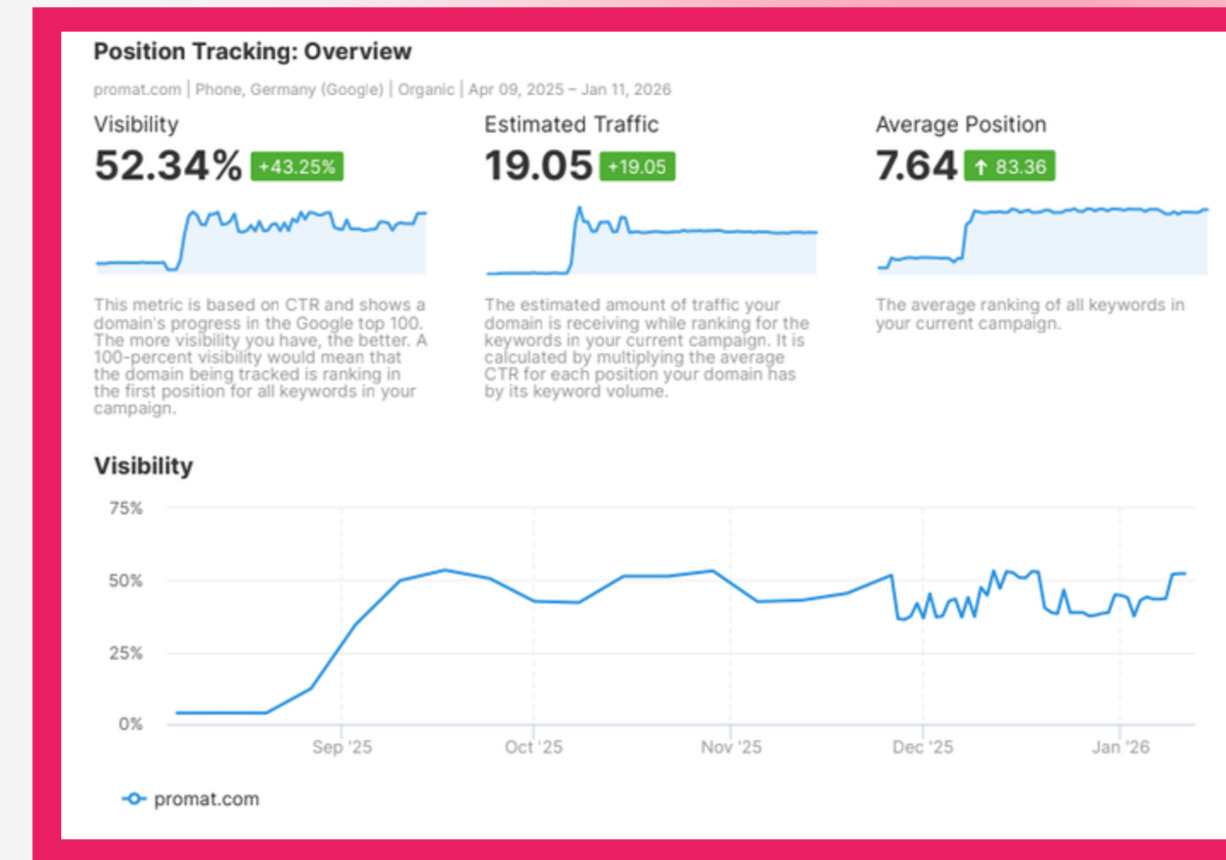 Position Tracking: Overview
promat.com | Phone, Germany (Google) | Organic | Apr 09, 2025 – Jan 11, 2026
Visibility
52.34% +43.25%
This metric is based on CTR and shows a
domain's progress in the Google top 100.
The more visibility you have, the better. A
100-percent visibility would mean that
the domain being tracked is ranking in
the first position for all keywords in your
campaign.
Estimated Traffic
19.05 +19.05
The estimated amount of traffic your
domain is receiving while ranking for the
keywords in your current campaign. It is
calculated by multiplying the average
CTR for each position your domain has
by its keyword volume.
Average Position
7.64 ↑ 83.36
The average ranking of all keywords in
your current campaign.
Visibility
75%
50%
25%
0%
Sep '25 Oct '25 Nov '25 Dec '25 Jan '26
promat.com